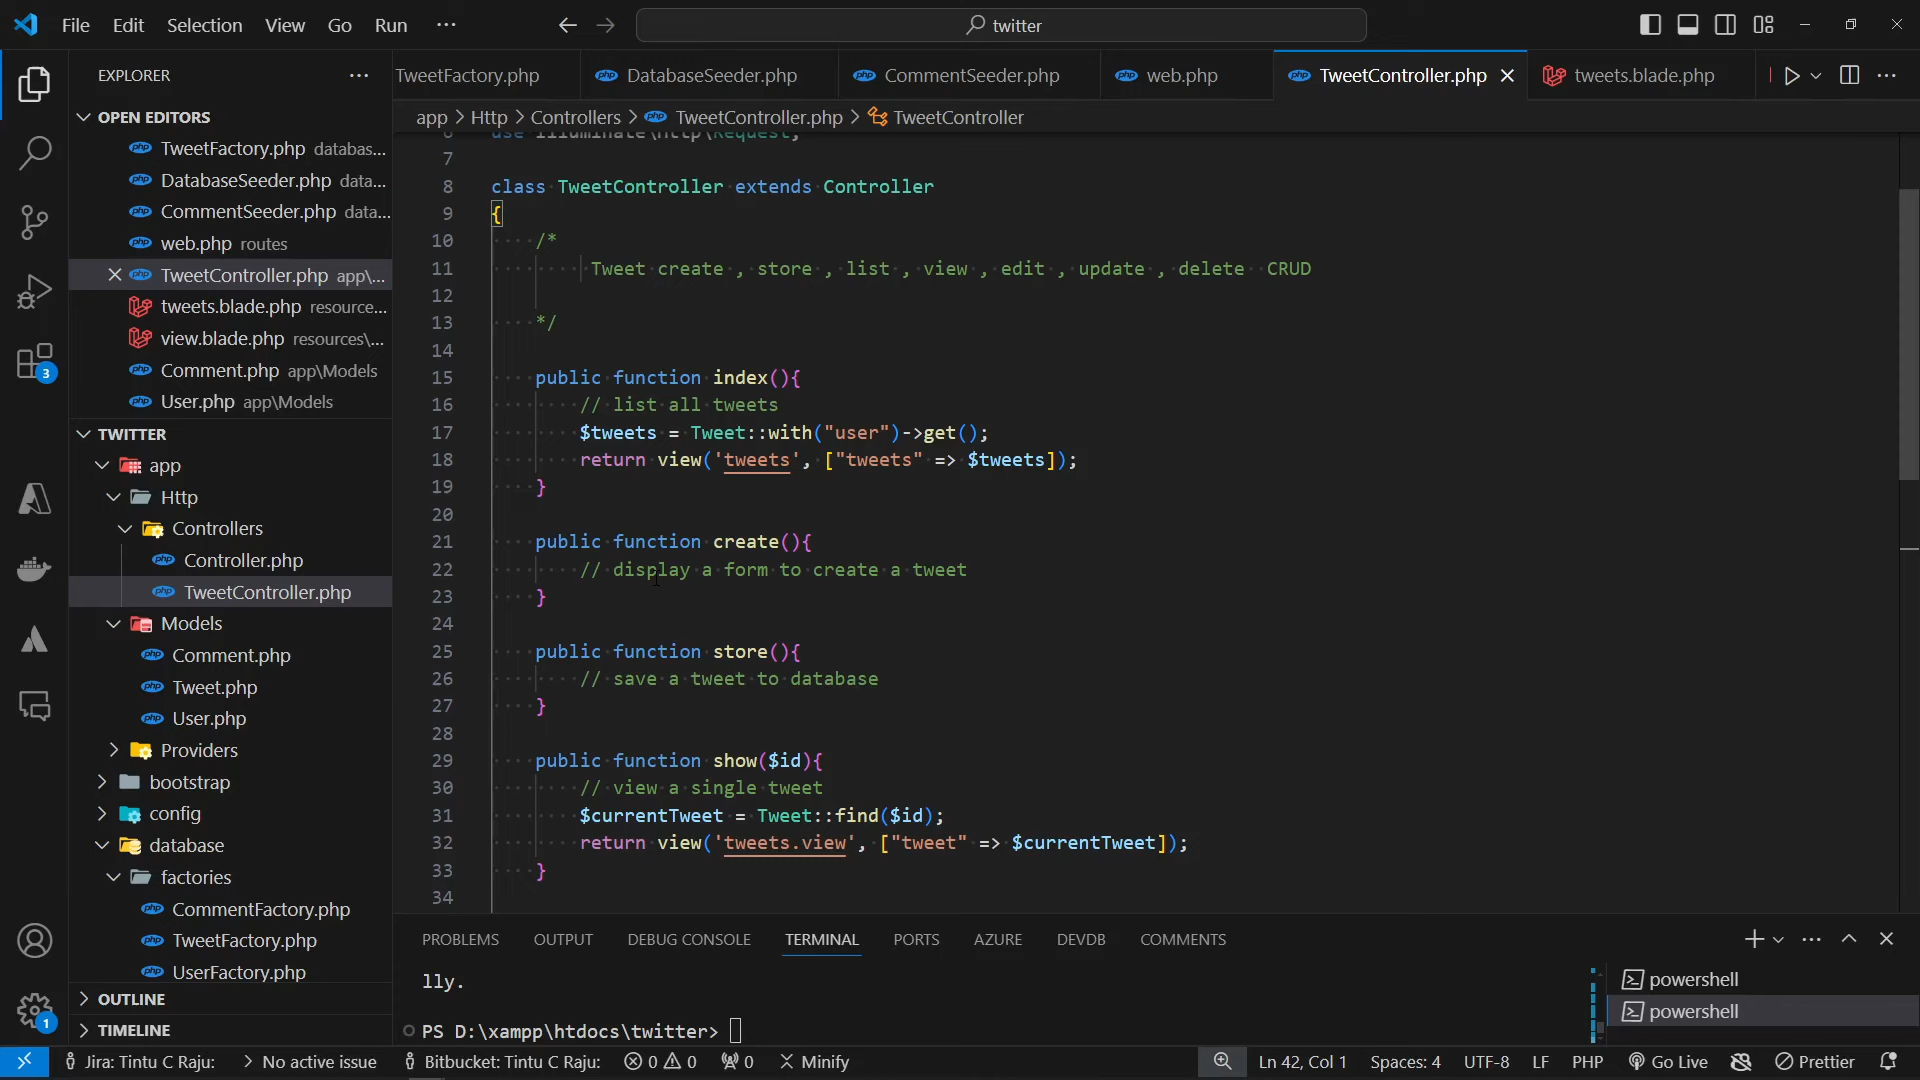 File Edit Selection View Go Run ··· twitter
EXPLORER ···
TweetFactory.php DatabaseSeeder.php CommentSeeder.php web.php TweetController.php tweets.blade.php ···
app > Http > Controllers > TweetController.php > TweetController
OPEN EDITORS
TweetFactory.php databas...
DatabaseSeeder.php data...
CommentSeeder.php data...
web.php routes
TweetController.php app\...
tweets.blade.php resource...
view.blade.php resources\...
Comment.php app\Models
User.php app\Models
TWITTER
app
Http
Controllers
Controller.php
TweetController.php
Models
Comment.php
Tweet.php
User.php
Providers
bootstrap
config
database
factories
CommentFactory.php
TweetFactory.php
UserFactory.php
OUTLINE
TIMELINE
6 use Illuminate\Http\Request;
7
8 class TweetController extends Controller
9 {
10 /*
11 Tweet create , store , list , view , edit , update , delete  CRUD
12
13 */
14
15 public function index(){
16 // list all tweets
17 $tweets = Tweet::with("user")->get();
18 return view('tweets', ["tweets" => $tweets]);
19 }
20
21 public function create(){
22 // display a form to create a tweet
23 }
24
25 public function store(){
26 // save a tweet to database
27 }
28
29 public function show($id){
30 // view a single tweet
31 $currentTweet = Tweet::find($id);
32 return view('tweets.view', ["tweet" => $currentTweet]);
33 }
34
PROBLEMS OUTPUT DEBUG CONSOLE TERMINAL PORTS AZURE DEVDB COMMENTS
lly.
PS D:\xampp\htdocs\twitter>
powershell
powershell
3
1
Jira: Tintu C Raju: No active issue Bitbucket: Tintu C Raju: 0 0 0 Minify Ln 42, Col 1 Spaces: 4 UTF-8 LF PHP Go Live Prettier